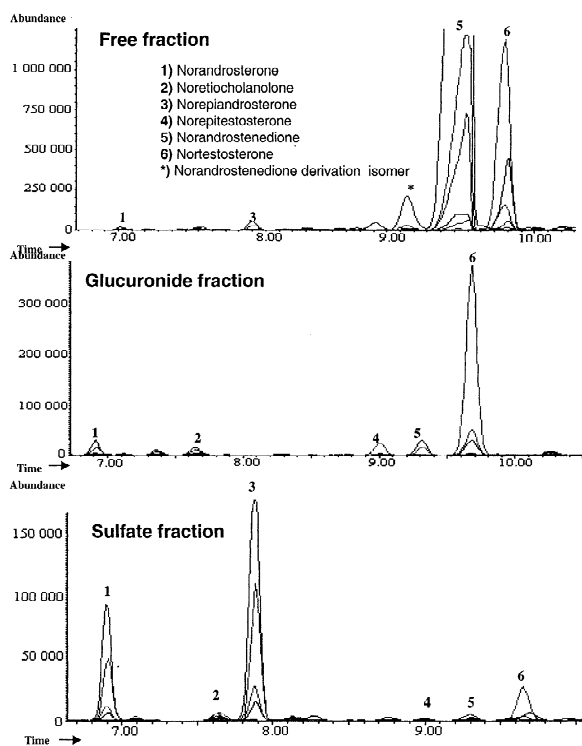 Abundance
Free fraction
1) Norandrosterone
2) Noretiocholanolone
3) Norepiandrosterone
4) Norepitestosterone
5) Norandrostenedione
6) Nortestosterone
*) Norandrostenedione derivation isomer
1 000 000
750 000
500 000
250 000
0
1
3
*
5
6
7.00 8.00 9.00 10.00
Time
Abundance
Glucuronide fraction
300 000
200 000
100 000
0
1
2
4
5
6
7.00 8.00 9.00 10.00
Time
Abundance
Sulfate fraction
150 000
100 000
50 000
0
1
2
3
4
5
6
7.00 8.00 9.00
Time